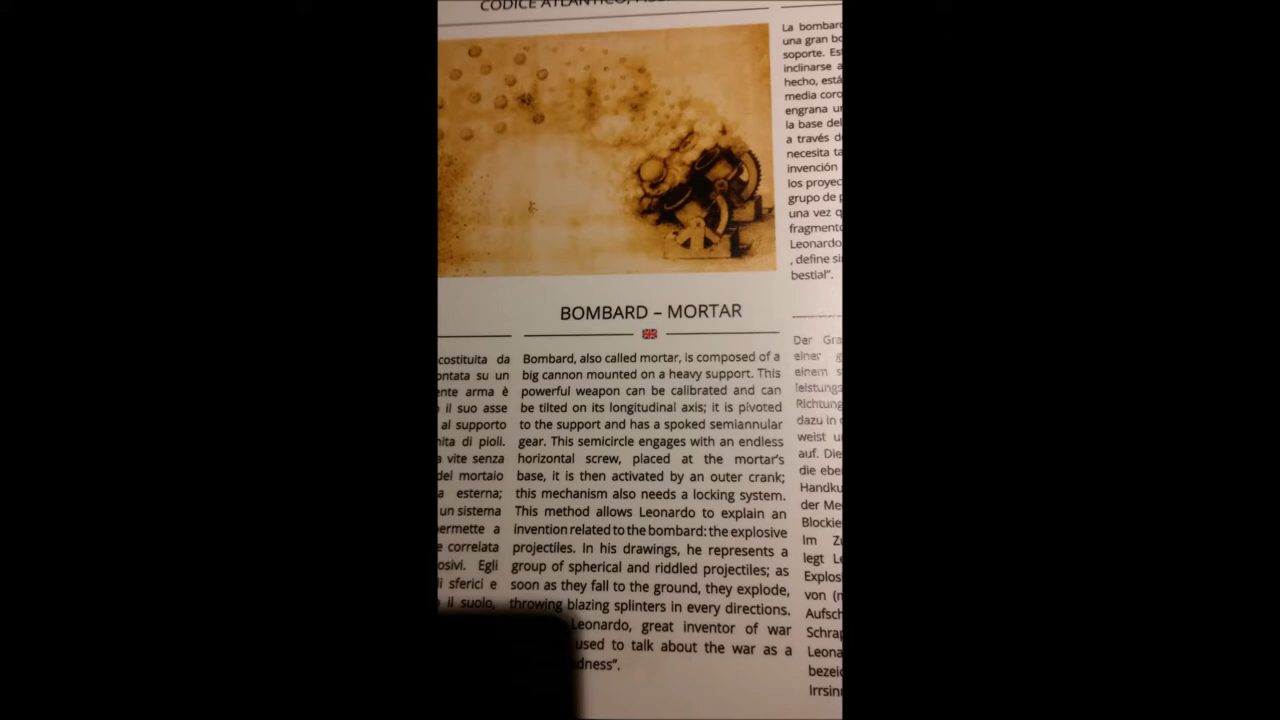 CODICE ATLANTICO,
La bombard
una gran bo
soporte. Es
inclinarse a
hecho, está
media coro
engrana un
la base del
a través d
necesita ta
invención
los proyec
grupo de p
una vez q
fragmento
Leonardo
, define si
bestial”.
costituita da
ontata su un
ente arma è
il suo asse
al supporto
nita di pioli.
a vite senza
del mortaio
a esterna;
un sistema
ermette a
e correlata
osivi. Egli
li sferici e
il suolo,
BOMBARD – MORTAR
Bombard, also called mortar, is composed of a
big cannon mounted on a heavy support. This
powerful weapon can be calibrated and can
be tilted on its longitudinal axis; it is pivoted
to the support and has a spoked semiannular
gear. This semicircle engages with an endless
horizontal screw, placed at the mortar’s
base, it is then activated by an outer crank;
this mechanism also needs a locking system.
This method allows Leonardo to explain an
invention related to the bombard: the explosive
projectiles. In his drawings, he represents a
group of spherical and riddled projectiles; as
soon as they fall to the ground, they explode,
throwing blazing splinters in every directions.
Leonardo, great inventor of war
used to talk about the war as a
dness”.
Der Gra
einer g
einem s
leistungs
Richtung
dazu in
weist u
auf. Die
die ebe
Handku
der Me
Blockie
Im Zu
legt Le
Explos
von (m
Aufsch
Schrap
Leona
bezeic
Irrsinn